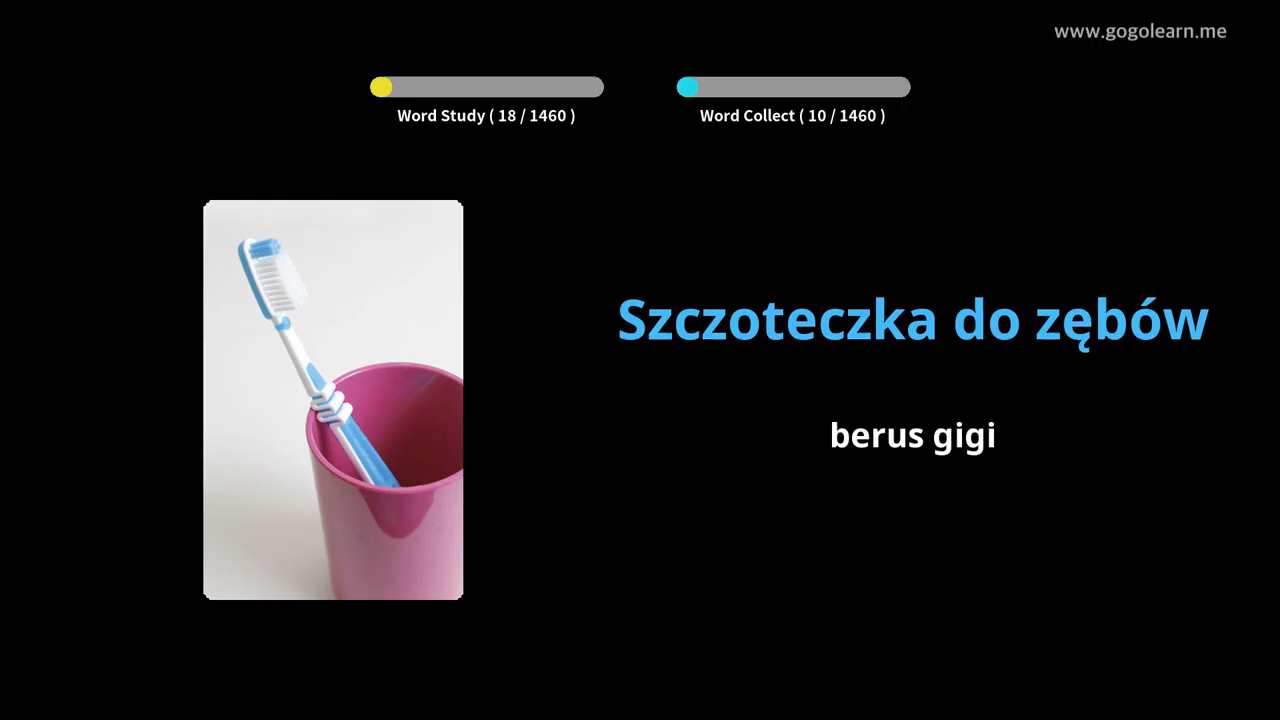 www.gogolearn.me
Word Study ( 18 / 1460 )
Word Collect ( 10 / 1460 )
Szczoteczka do zębów
berus gigi